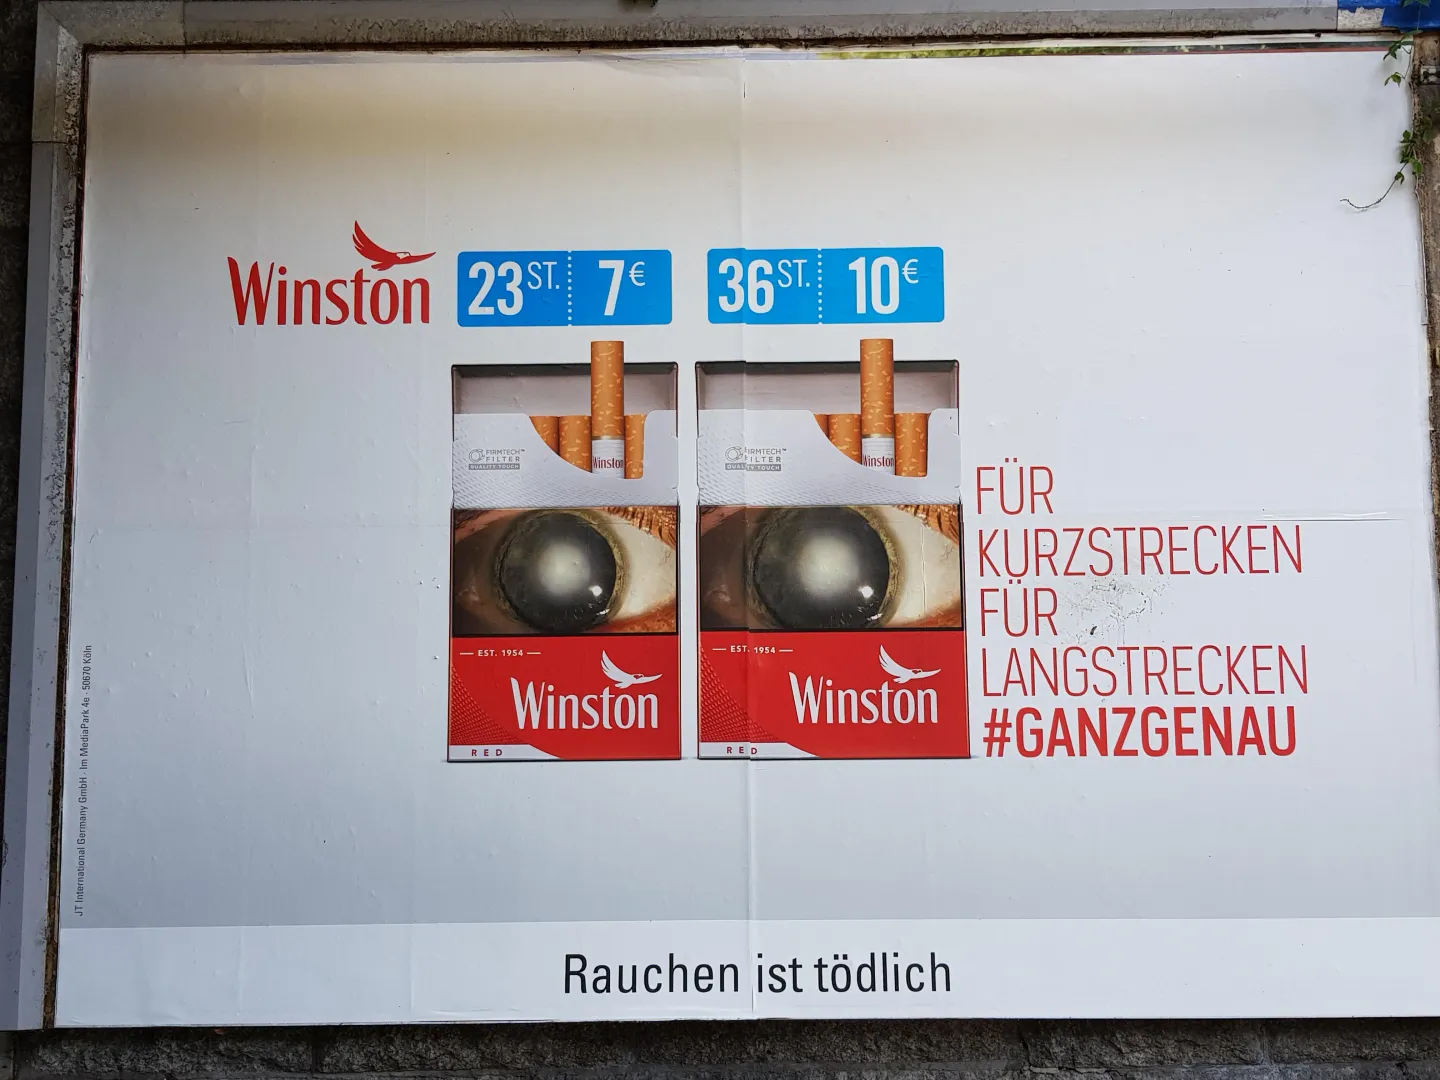 Winston
23 ST. 7€
36 ST. 10€
FIRMTECH™
FILTER
QUALITY TOUCH
Winston
FIRMTECH™
FILTER
QUALITY TOUCH
Winston
EST. 1954
Winston
RED
EST. 1954
Winston
RED
FÜR
KURZSTRECKEN
FÜR
LANGSTRECKEN
#GANZGENAU
JT International Germany GmbH · Im MediaPark 4e · 50670 Köln
Rauchen ist tödlich